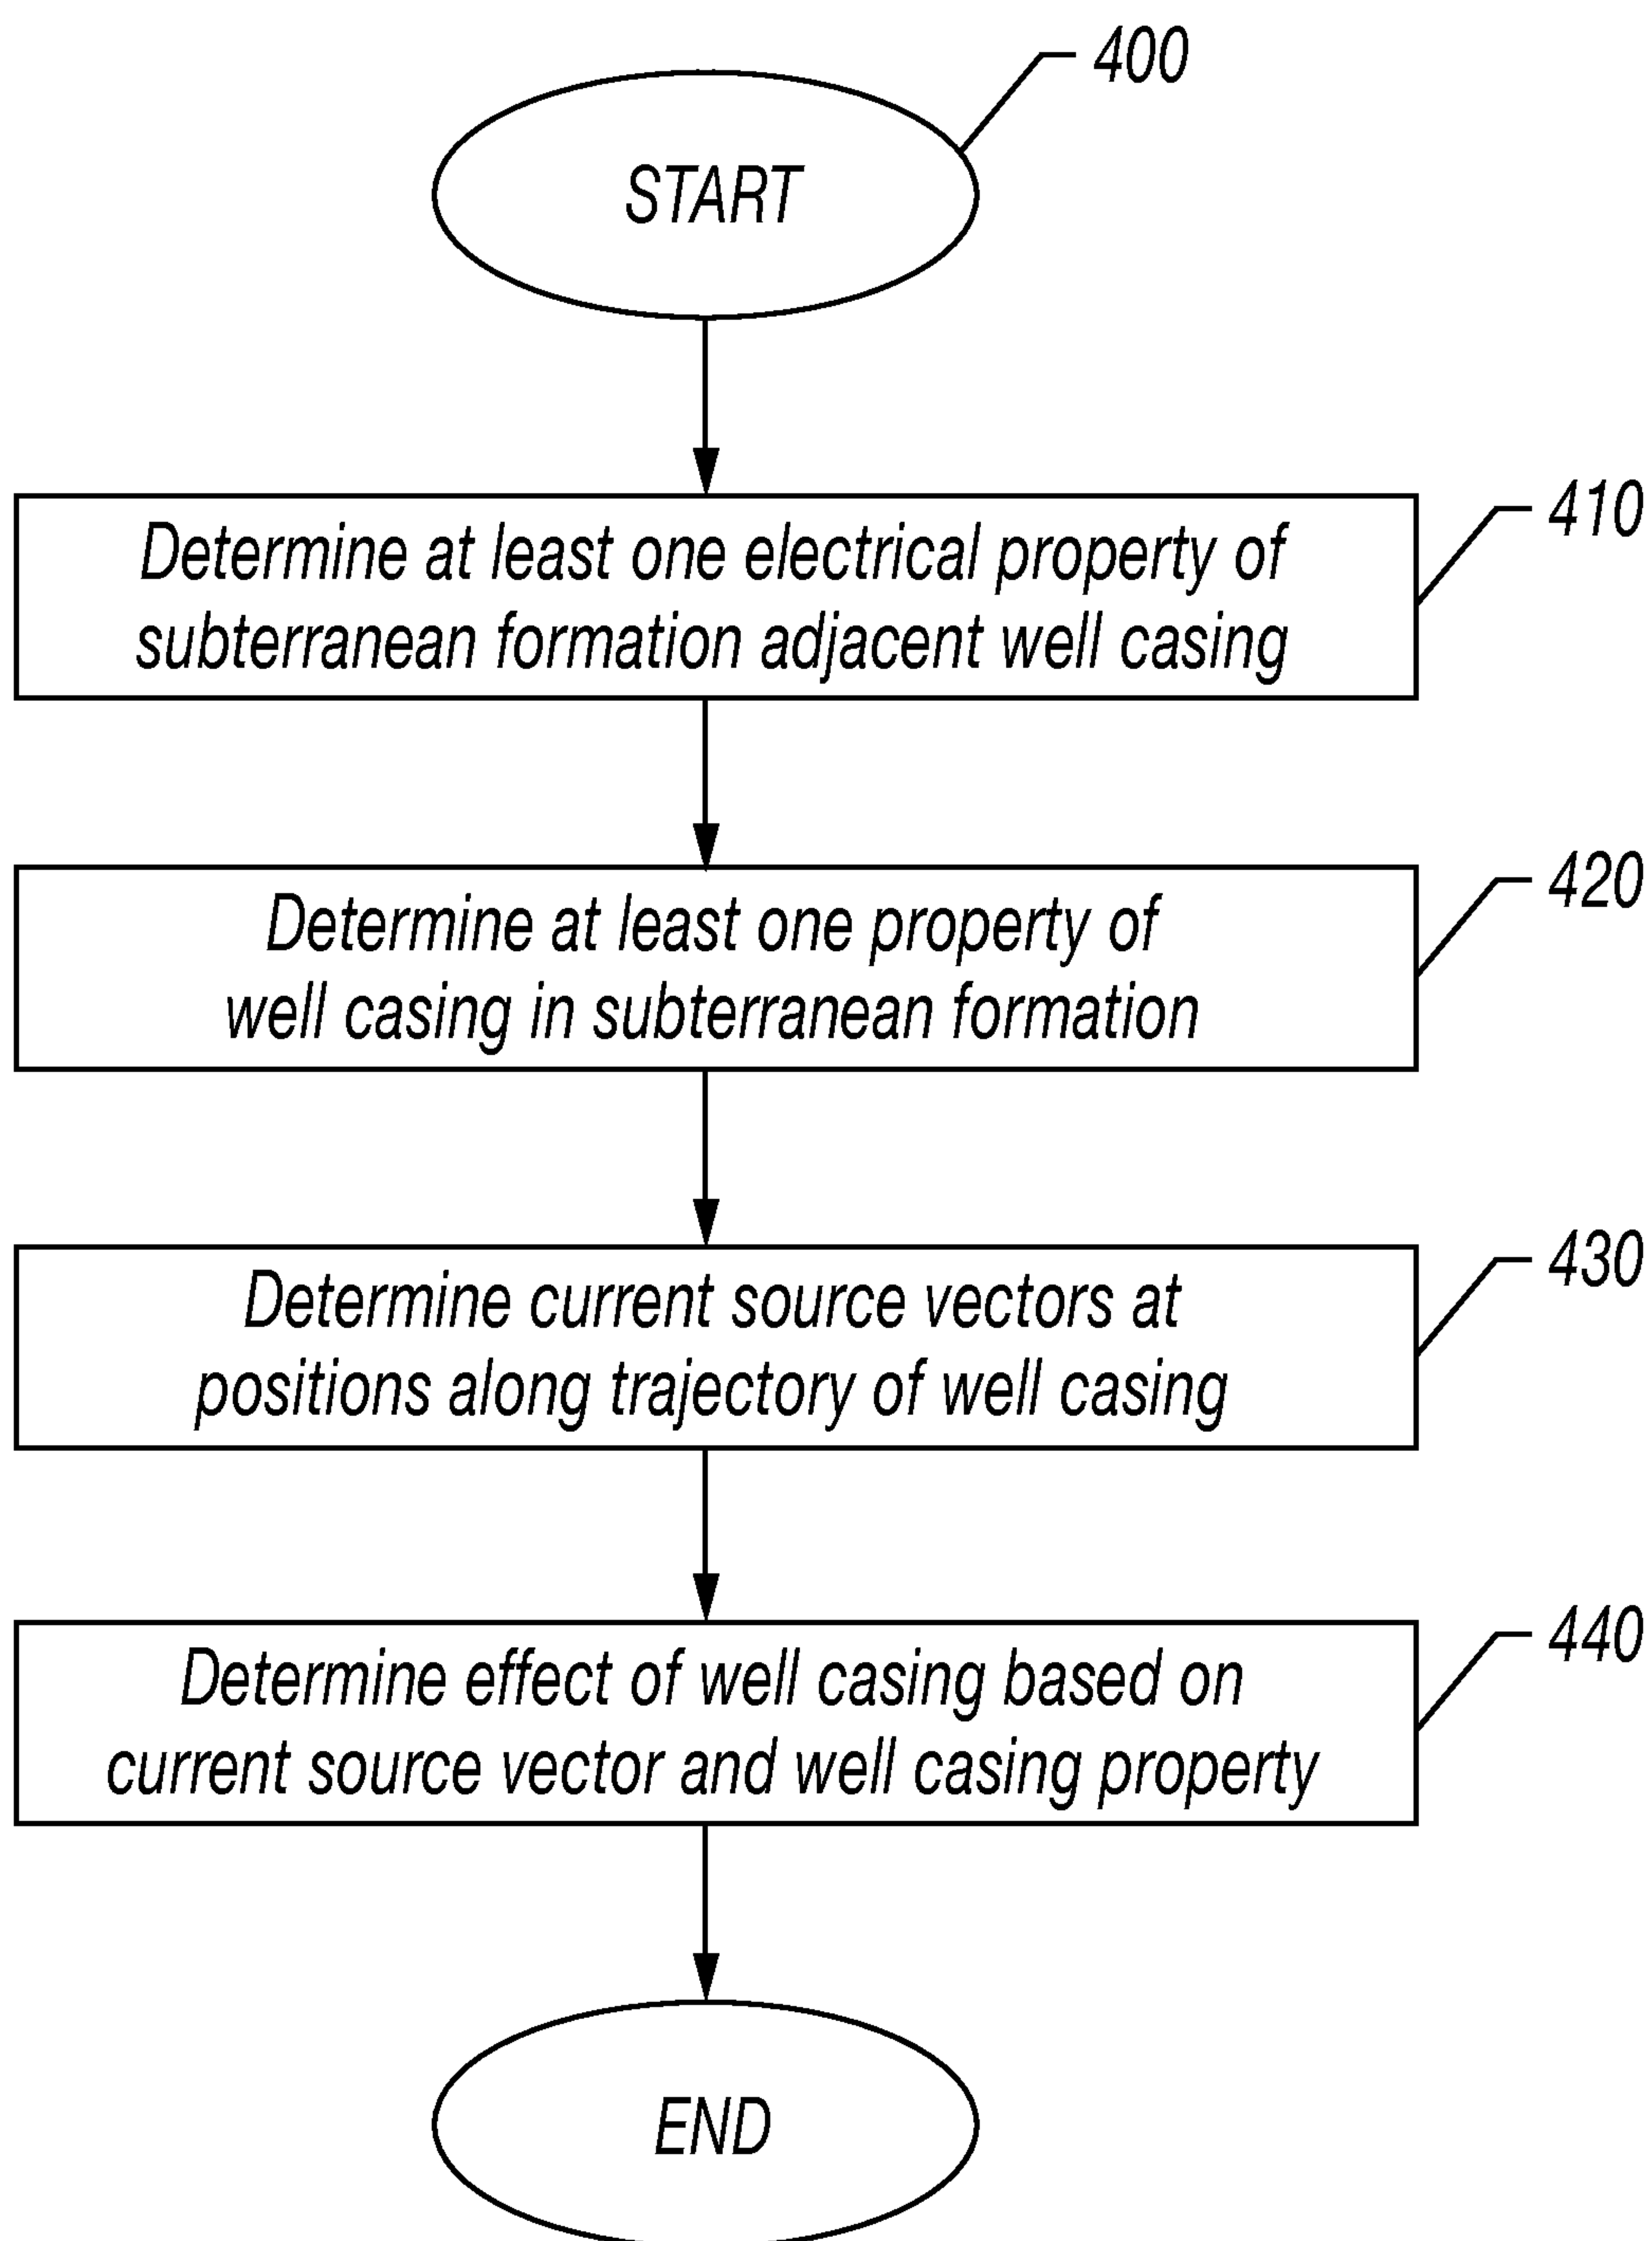 400
START
410
Determine at least one electrical property of
subterranean formation adjacent well casing
420
Determine at least one property of
well casing in subterranean formation
430
Determine current source vectors at
positions along trajectory of well casing
440
Determine effect of well casing based on
current source vector and well casing property
END